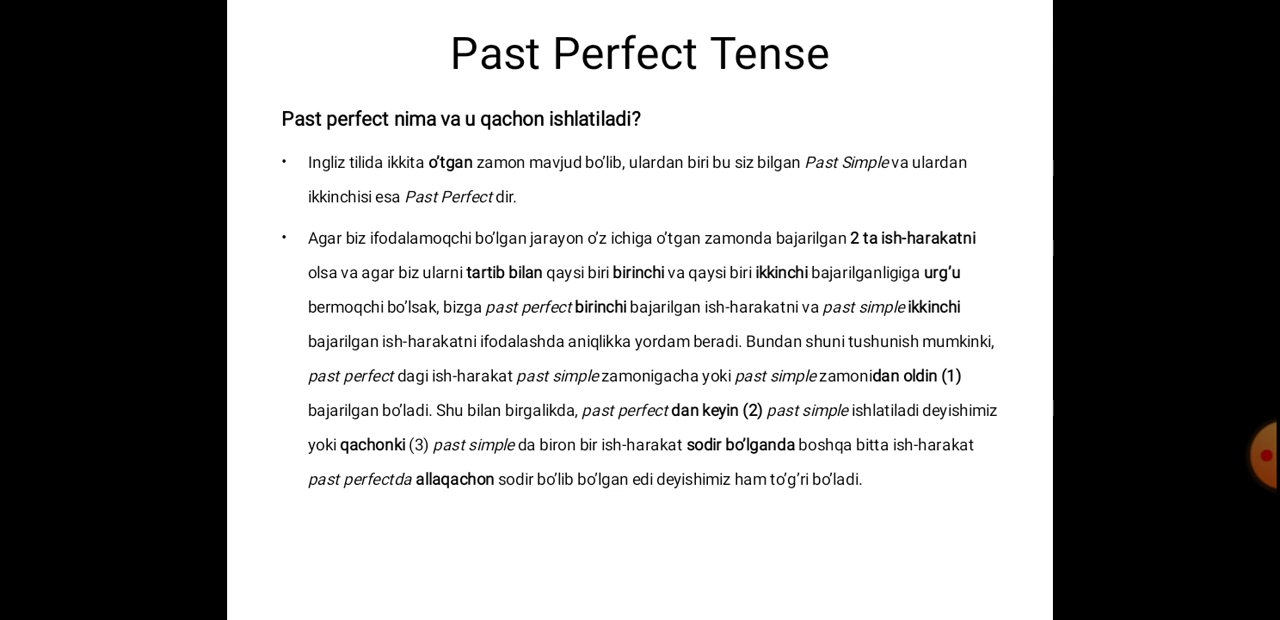 Past Perfect Tense
Past perfect nima va u qachon ishlatiladi?
• Ingliz tilida ikkita o’tgan zamon mavjud bo’lib, ulardan biri bu siz bilgan Past Simple va ulardan
ikkinchisi esa Past Perfect dir.
• Agar biz ifodalamoqchi bo’lgan jarayon o’z ichiga o’tgan zamonda bajarilgan 2 ta ish-harakatni
olsa va agar biz ularni tartib bilan qaysi biri birinchi va qaysi biri ikkinchi bajarilganligiga urg’u
bermoqchi bo’lsak, bizga past perfect birinchi bajarilgan ish-harakatni va past simple ikkinchi
bajarilgan ish-harakatni ifodalashda aniqlikka yordam beradi. Bundan shuni tushunish mumkinki,
past perfect dagi ish-harakat past simple zamonigacha yoki past simple zamonidan oldin (1)
bajarilgan bo’ladi. Shu bilan birgalikda, past perfect dan keyin (2) past simple ishlatiladi deyishimiz
yoki qachonki (3) past simple da biron bir ish-harakat sodir bo’lganda boshqa bitta ish-harakat
past perfectda allaqachon sodir bo’lib bo’lgan edi deyishimiz ham to’g’ri bo’ladi.